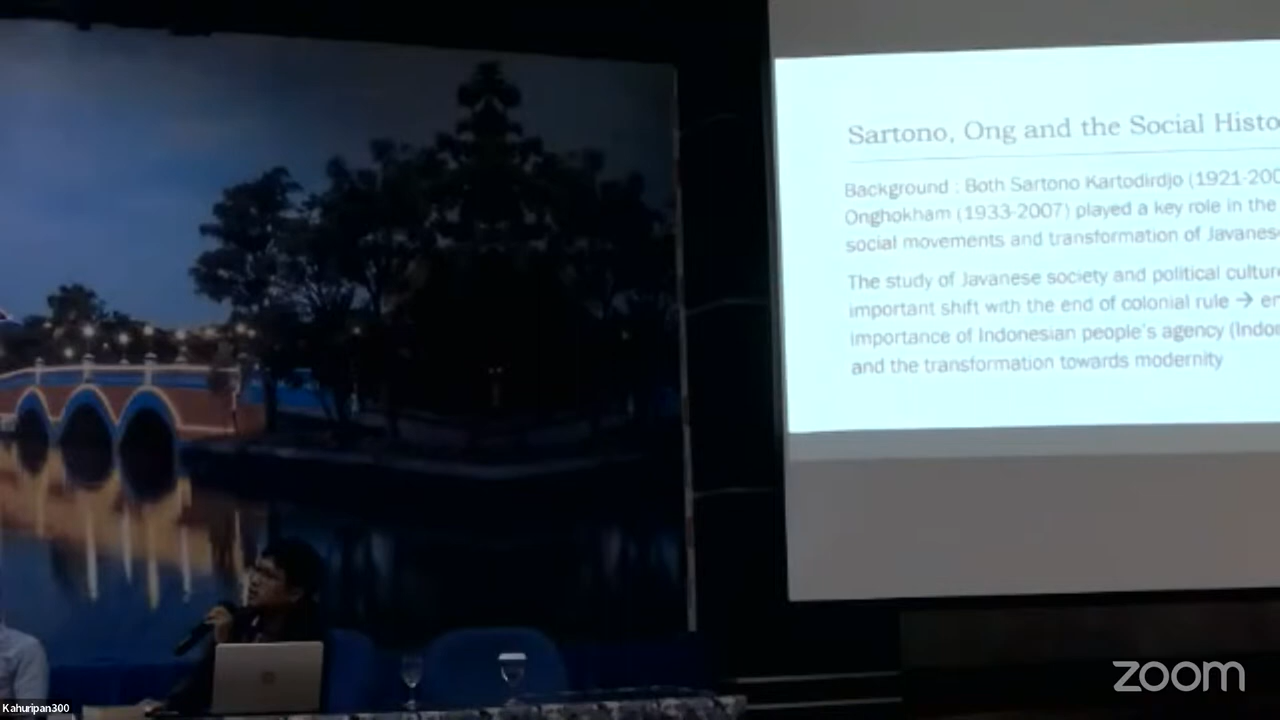 Sartono, Ong and the Social Histo
Background : Both Sartono Kartodirdjo (1921-200
Onghokham (1933-2007) played a key role in the
social movements and transformation of Javanes
The study of Javanese society and political culture
important shift with the end of colonial rule → en
importance of Indonesian people's agency (Indon
and the transformation towards modernity
zoom
Kahuripan300